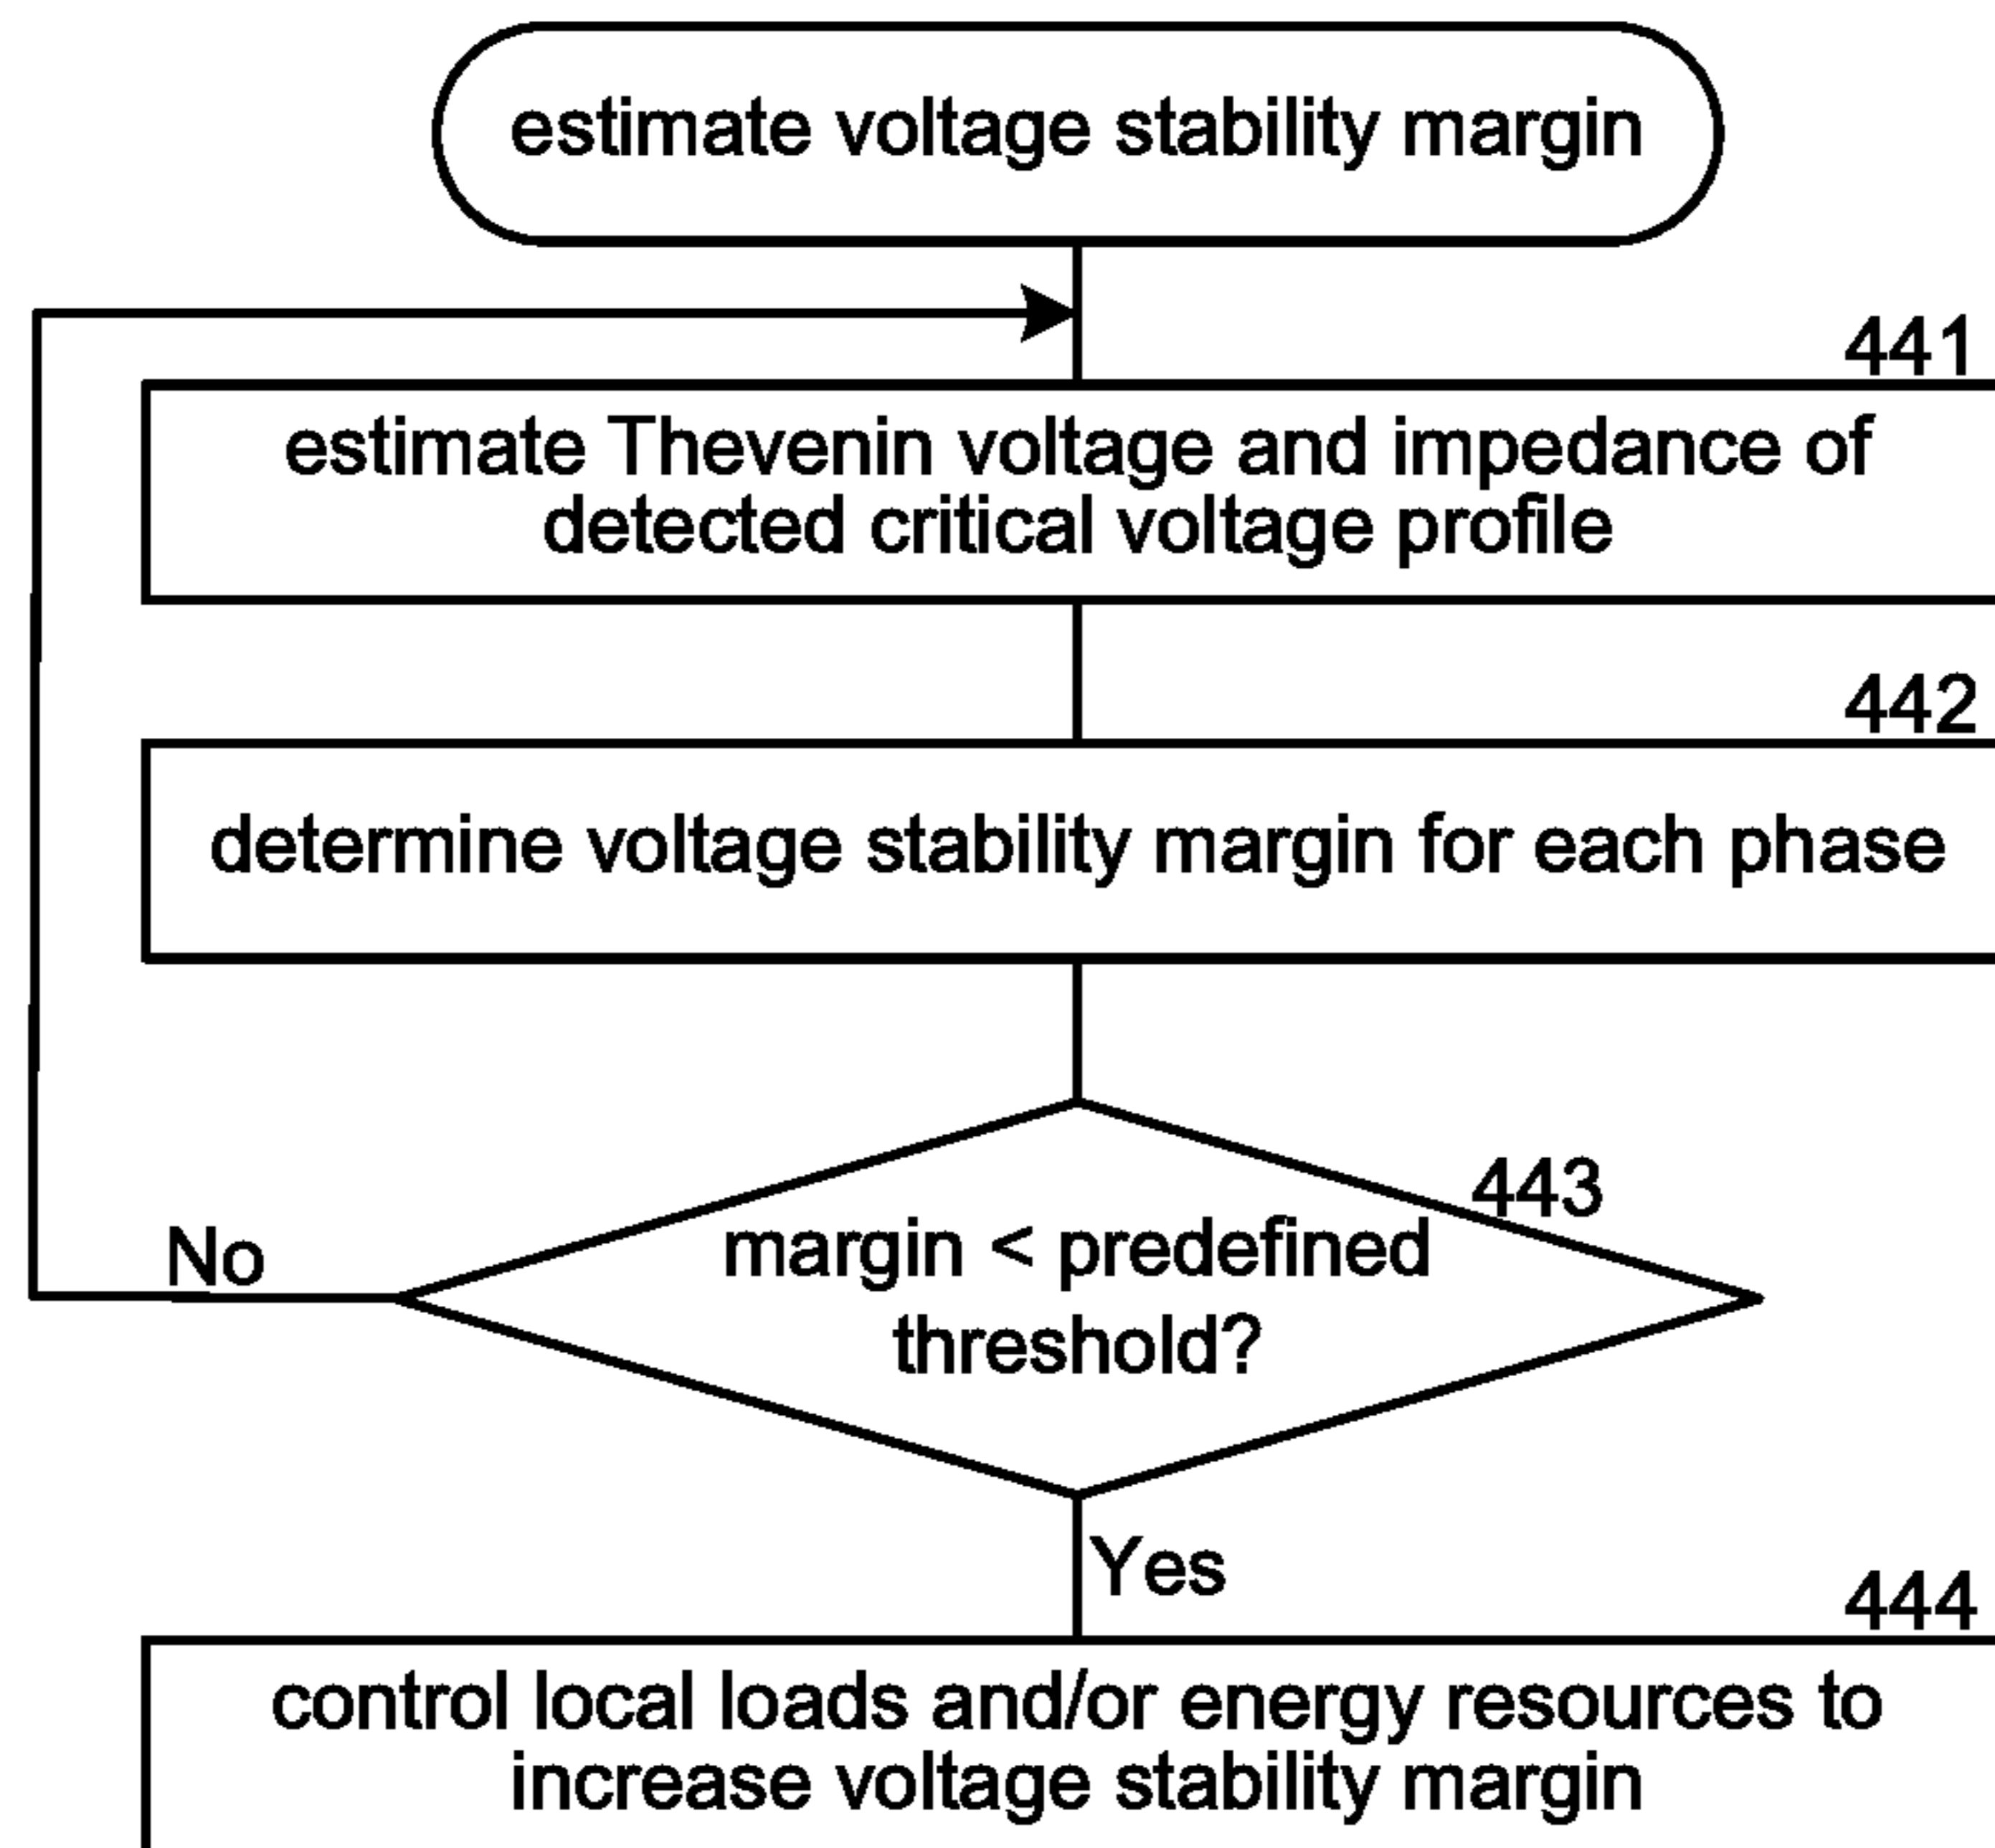 estimate voltage stability margin
441
estimate Thevenin voltage and impedance of
detected critical voltage profile
442
determine voltage stability margin for each phase
443
margin < predefined
threshold?
No
Yes
444
control local loads and/or energy resources to
increase voltage stability margin